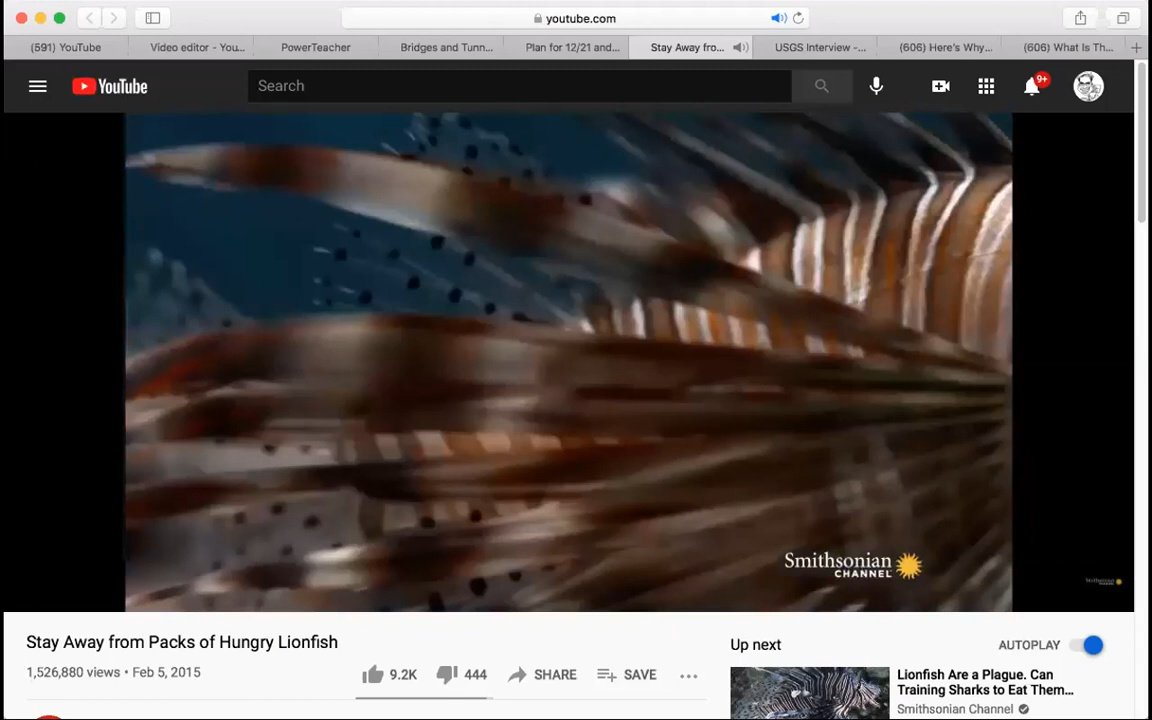 youtube.com
(591) YouTube
Video editor - You...
PowerTeacher
Bridges and Tunn...
Plan for 12/21 and...
Stay Away fro...
USGS Interview -...
(606) Here's Why...
(606) What Is Th...
YouTube
Search
9+
Smithsonian
CHANNEL
Stay Away from Packs of Hungry Lionfish
1,526,880 views • Feb 5, 2015
9.2K
444
SHARE
SAVE
Up next
AUTOPLAY
Lionfish Are a Plague. Can
Training Sharks to Eat Them...
Smithsonian Channel